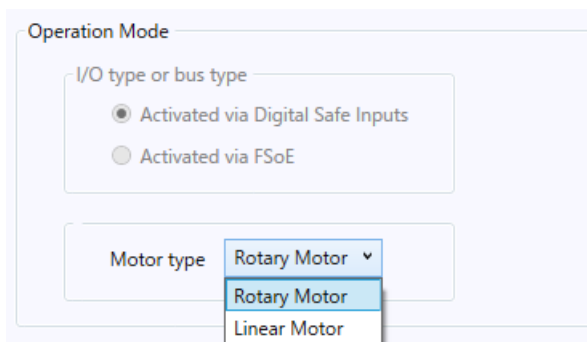 Operation Mode
I/O type or bus type
Activated via Digital Safe Inputs
Activated via FSoE
Motor type Rotary Motor
Rotary Motor
Linear Motor